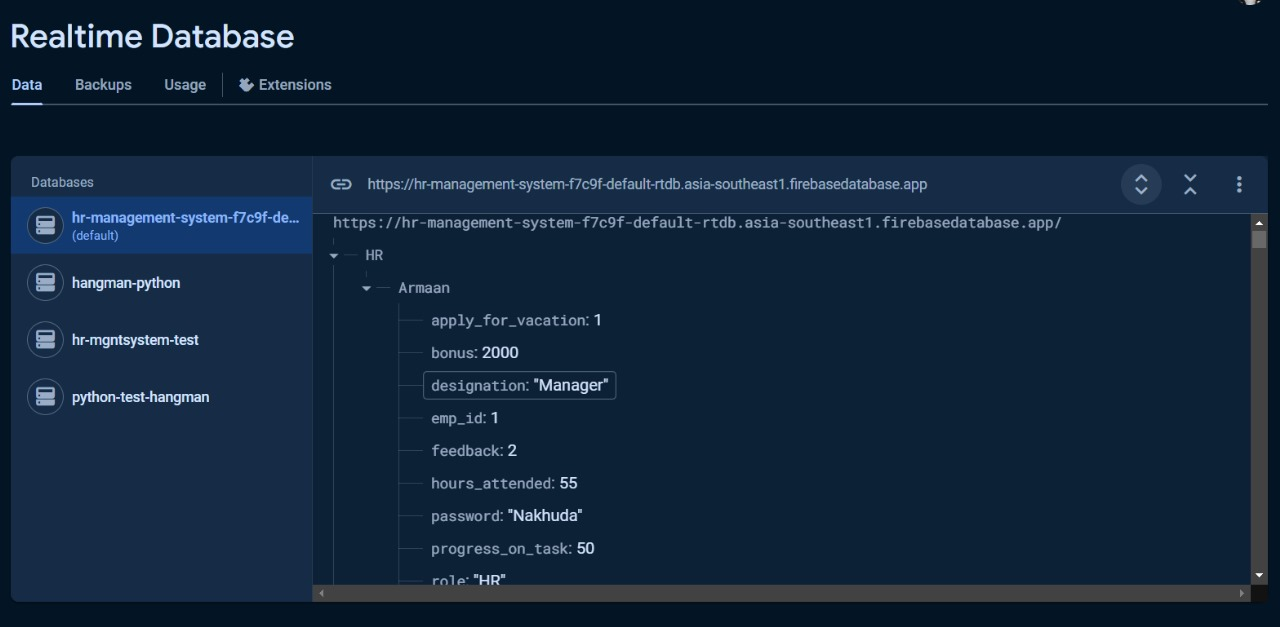 Realtime Database
Data Backups Usage Extensions
Databases
hr-management-system-f7c9f-de...
(default)
hangman-python
hr-mgntsystem-test
python-test-hangman
https://hr-management-system-f7c9f-default-rtdb.asia-southeast1.firebasedatabase.app
https://hr-management-system-f7c9f-default-rtdb.asia-southeast1.firebasedatabase.app/
HR
Armaan
apply_for_vacation: 1
bonus: 2000
designation: "Manager"
emp_id: 1
feedback: 2
hours_attended: 55
password: "Nakhuda"
progress_on_task: 50
role: "HR"